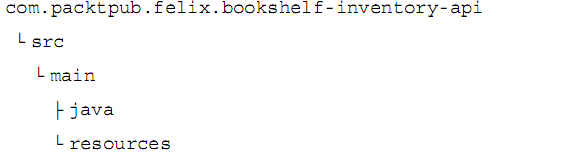 com.packtpub.felix.bookshelf-inventory-api
└ src
└ main
├ java
└ resources